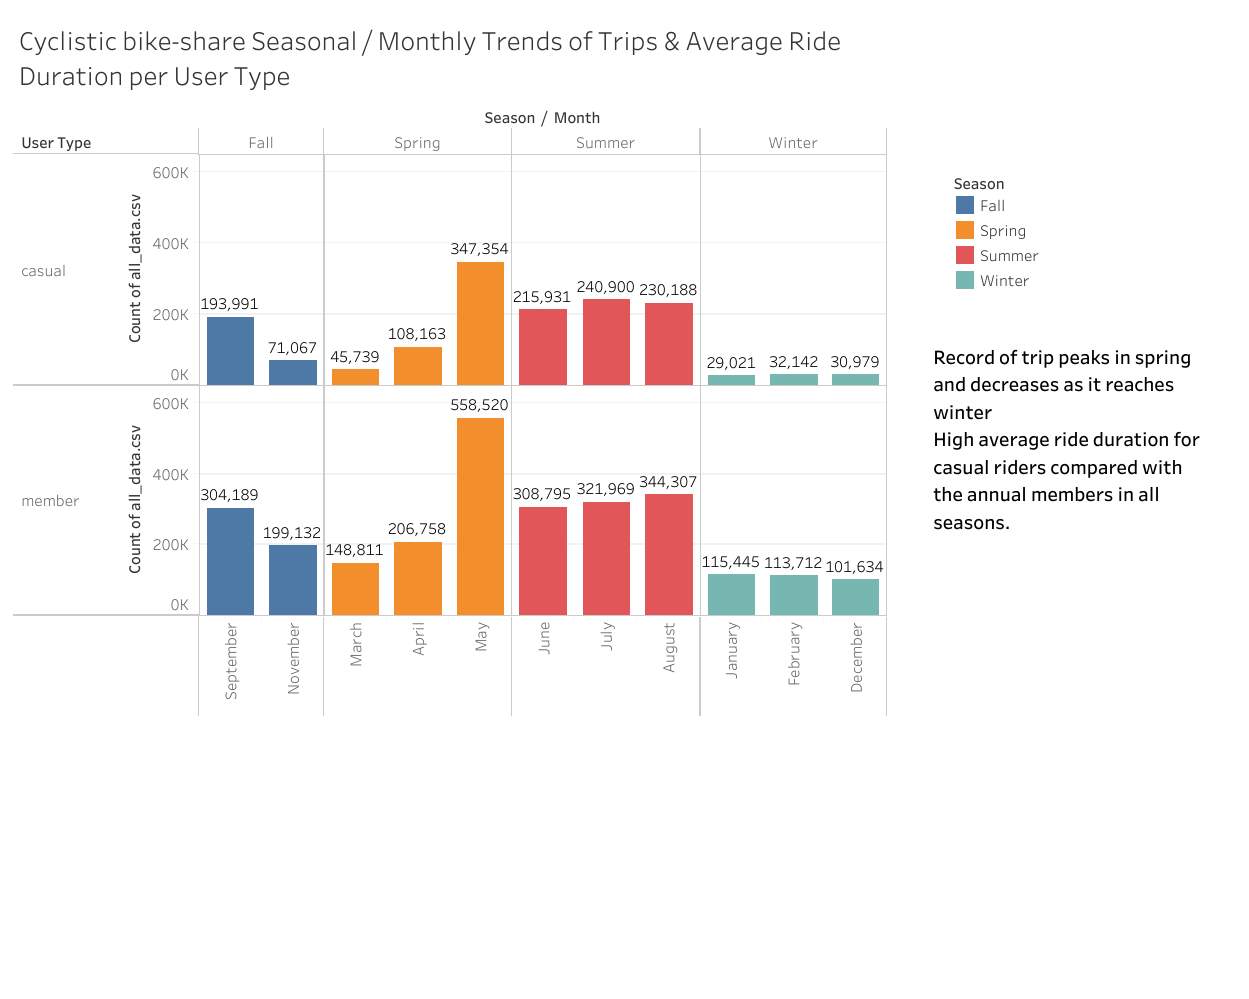 Cyclistic bike-share Seasonal / Monthly Trends of Trips & Average Ride
Duration per User Type
Season / Month
User Type
Fall
Spring
Summer
Winter
casual
Count of all_data.csv
600K
400K
200K
0K
193,991
71,067
45,739
108,163
347,354
215,931
240,900
230,188
29,021
32,142
30,979
member
Count of all_data.csv
600K
400K
200K
0K
304,189
199,132
148,811
206,758
558,520
308,795
321,969
344,307
115,445
113,712
101,634
September
November
March
April
May
June
July
August
January
February
December
Season
Fall
Spring
Summer
Winter
Record of trip peaks in spring
and decreases as it reaches
winter
High average ride duration for
casual riders compared with
the annual members in all
seasons.